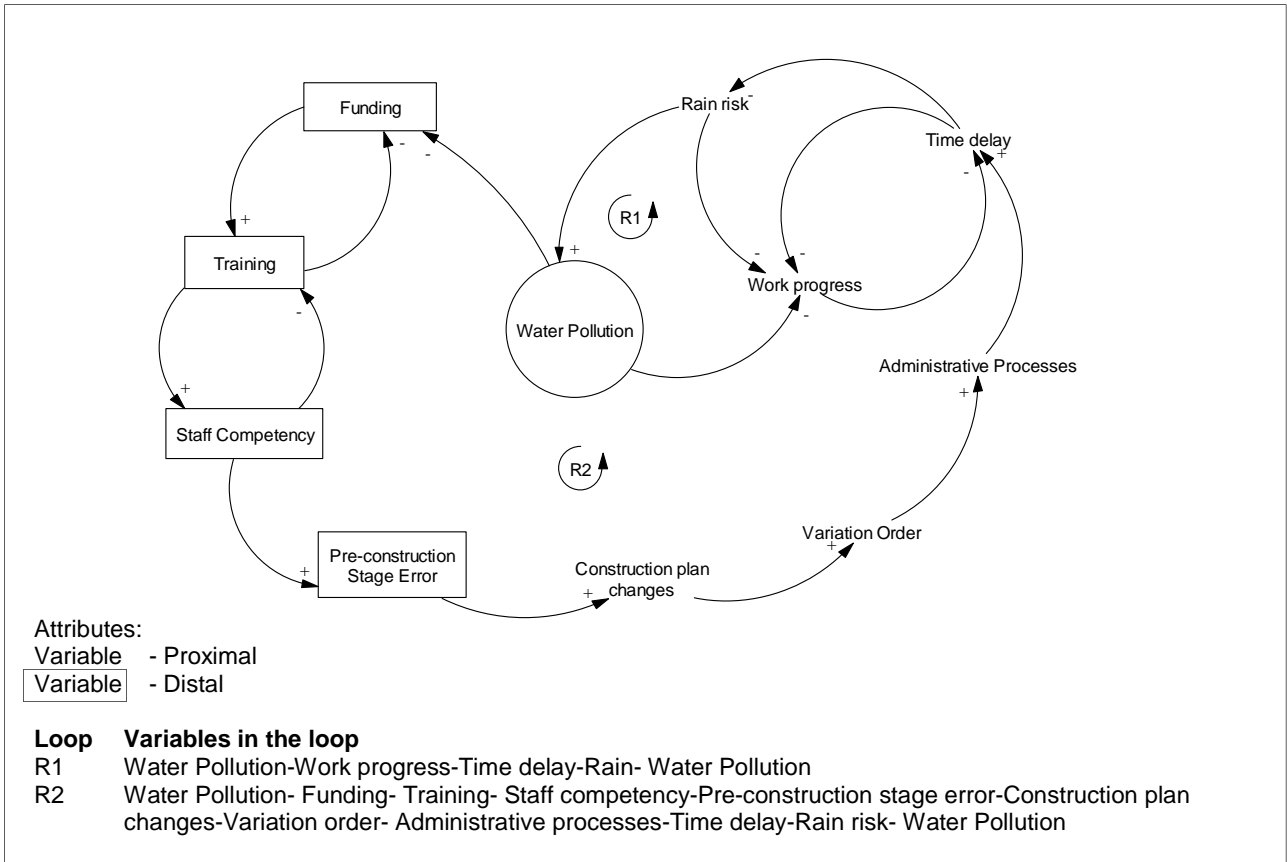 Funding
Rain risk
-
Time delay
+
-
-
-
+
R1
+
Training
+
-
-
Work progress
-
-
Water Pollution
+
Administrative Processes
+
Staff Competency
R2
Variation Order
+
Pre-construction
Stage Error
+
Construction plan
changes
+
Attributes:
Variable - Proximal
Variable - Distal
Loop Variables in the loop
R1 Water Pollution-Work progress-Time delay-Rain- Water Pollution
R2 Water Pollution- Funding- Training- Staff competency-Pre-construction stage error-Construction plan
changes-Variation order- Administrative processes-Time delay-Rain risk- Water Pollution